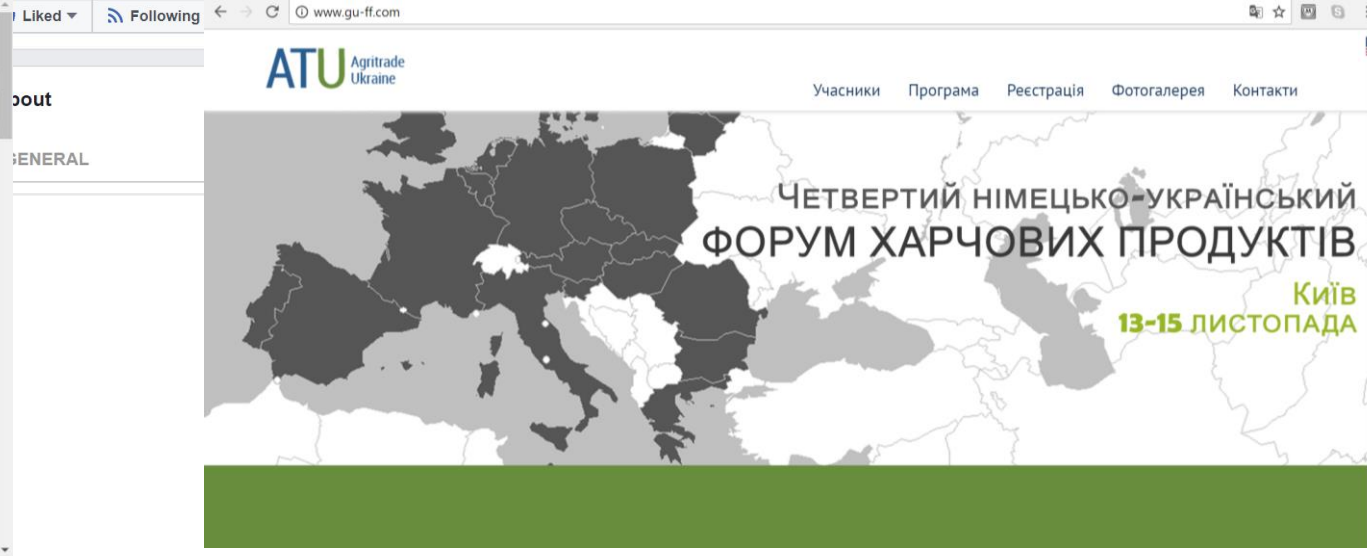 Liked
Following
bout
GENERAL
www.gu-ff.com
ATU Agritrade
Ukraine
Учасники Програма Реєстрація Фотогалерея Контакти
Четвертий німецько-український
ФОРУМ ХАРЧОВИХ ПРОДУКТІВ
Київ
13-15 листопада